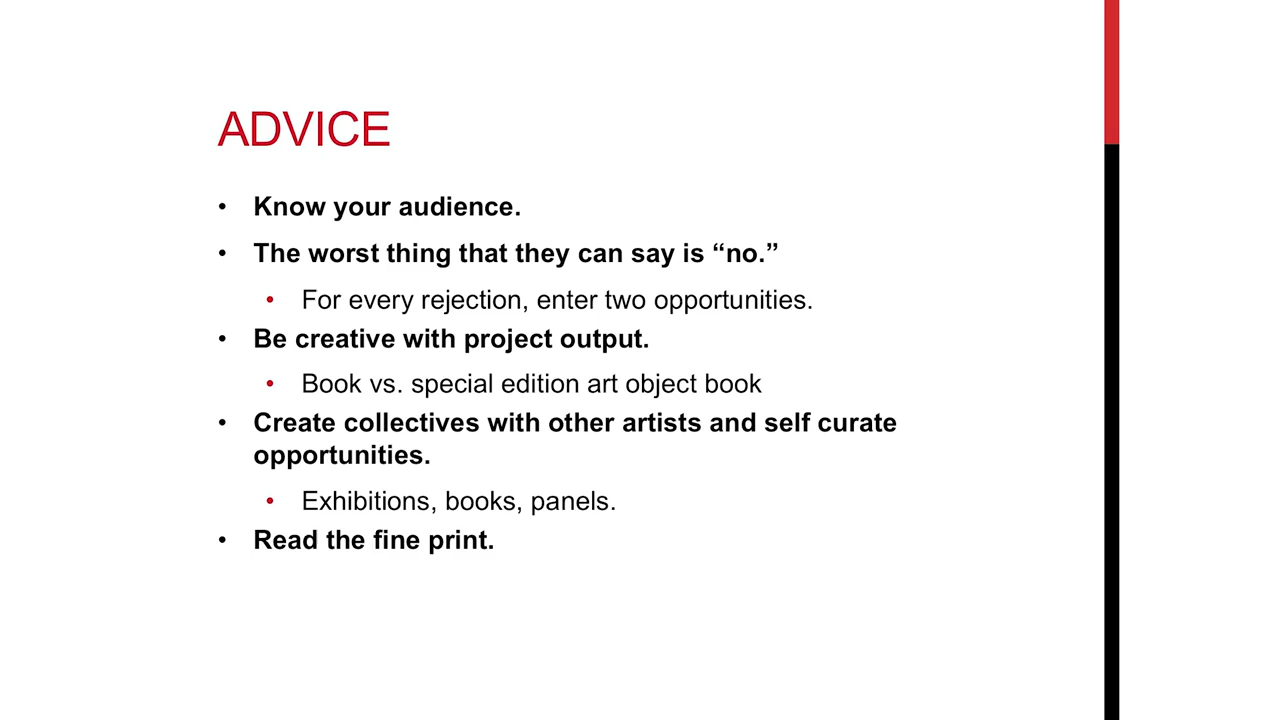 ADVICE
• Know your audience.
• The worst thing that they can say is “no.”
• For every rejection, enter two opportunities.
• Be creative with project output.
• Book vs. special edition art object book
• Create collectives with other artists and self curate
opportunities.
• Exhibitions, books, panels.
• Read the fine print.